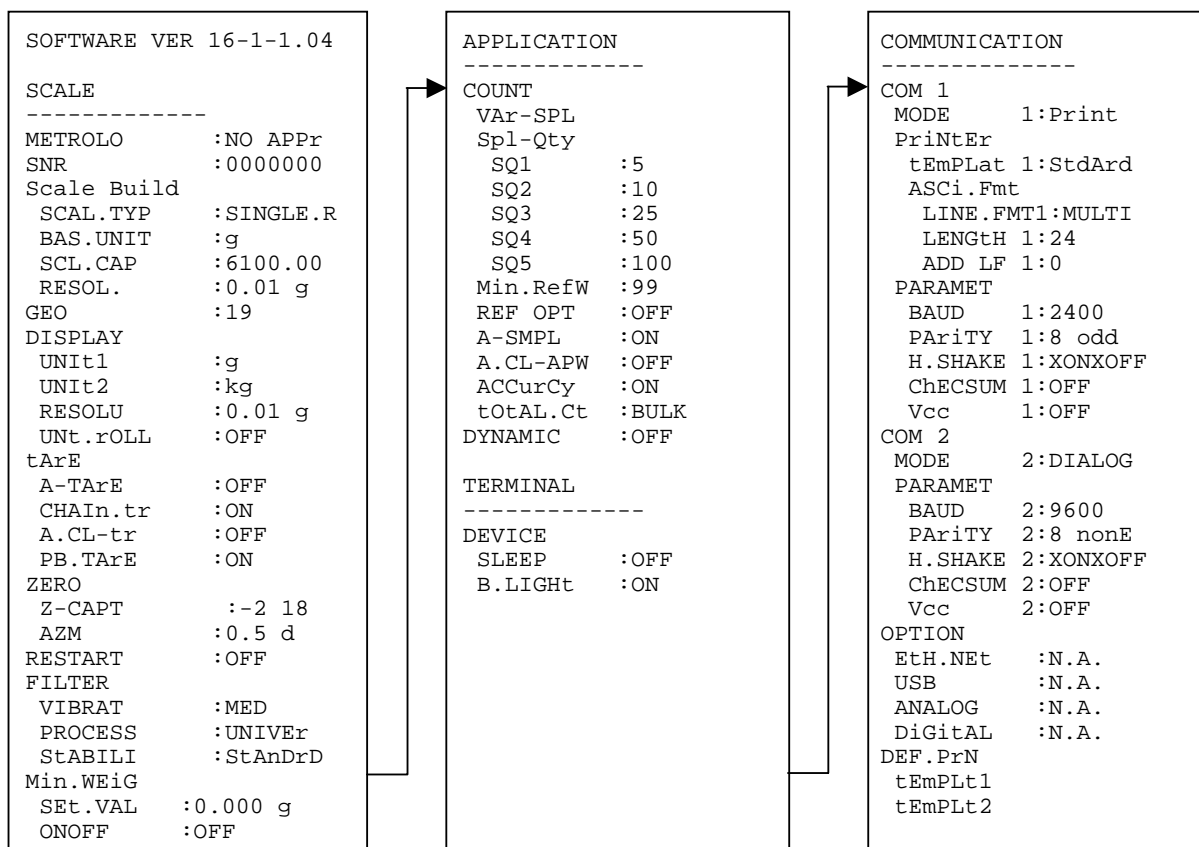 SOFTWARE VER 16-1-1.04
SCALE
-------------
METROLO :NO APPr
SNR :0000000
Scale Build
SCAL.TYP :SINGLE.R
BAS.UNIT :g
SCL.CAP :6100.00
RESOL. :0.01 g
GEO :19
DISPLAY
UNIt1 :g
UNIt2 :kg
RESOLU :0.01 g
UNt.rOLL :OFF
tArE
A-TArE :OFF
CHAIn.tr :ON
A.CL-tr :OFF
PB.TArE :ON
ZERO
Z-CAPT :-2 18
AZM :0.5 d
RESTART :OFF
FILTER
VIBRAT :MED
PROCESS :UNIVEr
StABILI :StAnDrD
Min.WEiG
SEt.VAL :0.000 g
ONOFF :OFF
APPLICATION
-------------
COUNT
VAr-SPL
Spl-Qty
SQ1 :5
SQ2 :10
SQ3 :25
SQ4 :50
SQ5 :100
Min.RefW :99
REF OPT :OFF
A-SMPL :ON
A.CL-APW :OFF
ACCurCy :ON
tOtAL.Ct :BULK
DYNAMIC :OFF
TERMINAL
-------------
DEVICE
SLEEP :OFF
B.LIGHt :ON
COMMUNICATION
--------------
COM 1
MODE 1:Print
PriNtEr
tEmPLat 1:StdArd
ASCi.Fmt
LINE.FMT1:MULTI
LENGtH 1:24
ADD LF 1:0
PARAMET
BAUD 1:2400
PAriTY 1:8 odd
H.SHAKE 1:XONXOFF
ChECSUM 1:OFF
Vcc 1:OFF
COM 2
MODE 2:DIALOG
PARAMET
BAUD 2:9600
PAriTY 2:8 nonE
H.SHAKE 2:XONXOFF
ChECSUM 2:OFF
Vcc 2:OFF
OPTION
EtH.NEt :N.A.
USB :N.A.
ANALOG :N.A.
DiGitAL :N.A.
DEF.PrN
tEmPLt1
tEmPLt2